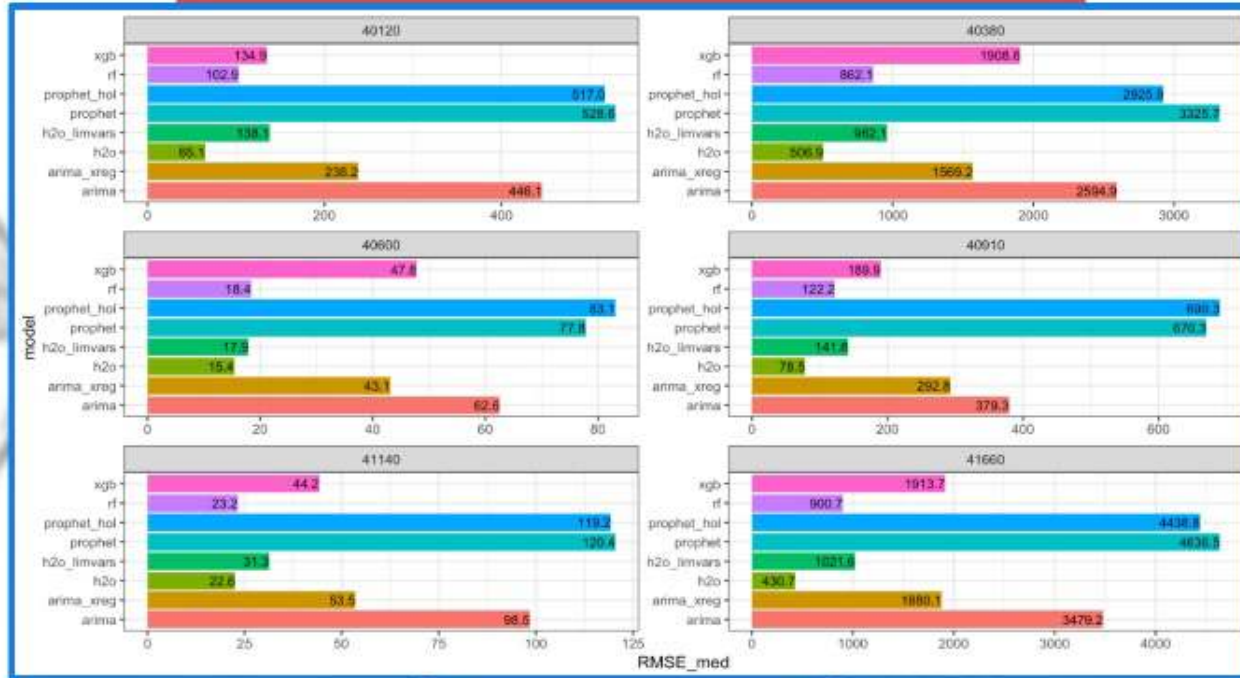 40120
xgb 134.9
rf 102.9
prophet_hol 517.0
prophet 528.6
h2o_limvars 138.1
h2o 65.1
arima_xreg 238.2
arima 446.1
0 200 400
40380
xgb 1908.6
rf 862.1
prophet_hol 2925.9
prophet 3325.7
h2o_limvars 962.1
h2o 506.9
arima_xreg 1569.2
arima 2594.9
0 1000 2000 3000
40600
xgb 47.8
rf 18.4
prophet_hol 83.1
prophet 77.8
h2o_limvars 17.9
h2o 15.4
arima_xreg 43.1
arima 62.6
0 20 40 60 80
40910
xgb 189.9
rf 122.2
prophet_hol 690.3
prophet 670.3
h2o_limvars 141.8
h2o 78.5
arima_xreg 292.8
arima 379.3
0 200 400 600
41140
xgb 44.2
rf 23.2
prophet_hol 119.2
prophet 120.4
h2o_limvars 31.3
h2o 22.6
arima_xreg 53.5
arima 98.5
0 25 50 75 100 125
41660
xgb 1913.7
rf 900.7
prophet_hol 4438.8
prophet 4636.5
h2o_limvars 1021.6
h2o 430.7
arima_xreg 1880.1
arima 3479.2
0 1000 2000 3000 4000
model
RMSE_med